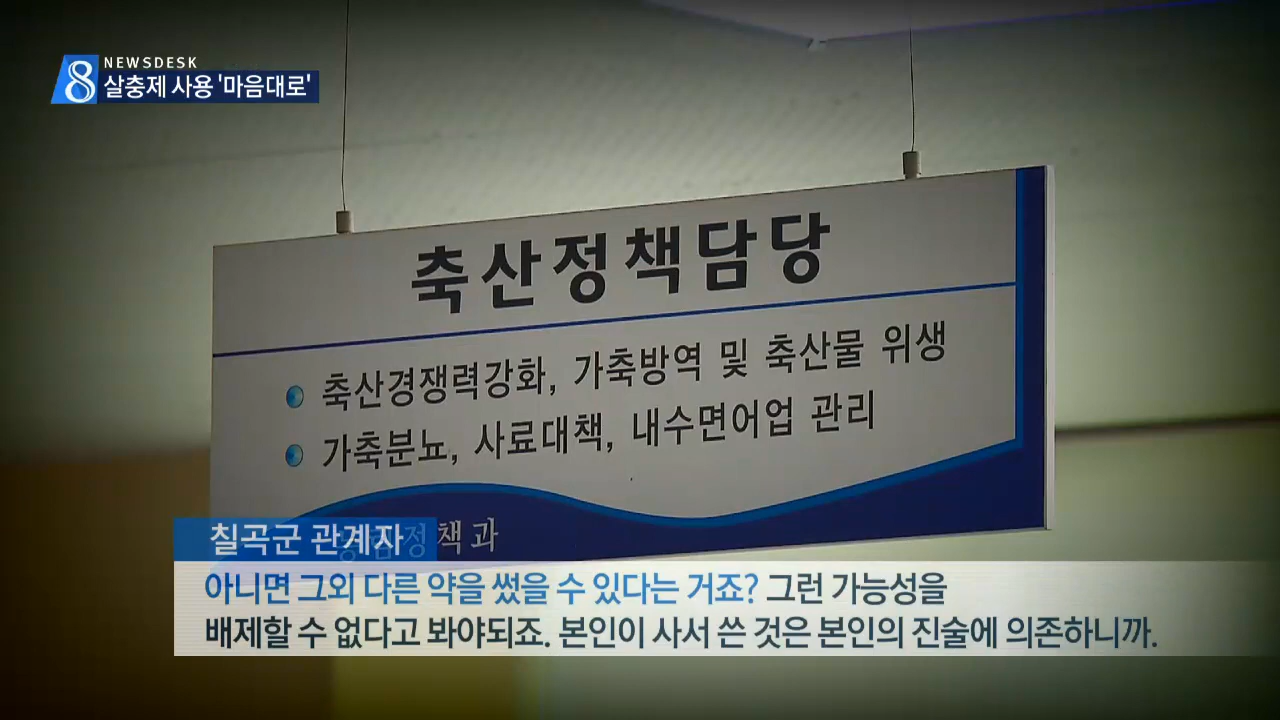 NEWSDESK
8 살충제 사용 '마음대로'
축산정책담당
축산경쟁력강화, 가축방역 및 축산물 위생
가축분뇨, 사료대책, 내수면어업 관리
정책과
칠곡군 관계자
아니면 그외 다른 약을 썼을 수 있다는 거죠? 그런 가능성을
배제할 수 없다고 봐야되죠. 본인이 사서 쓴 것은 본인의 진술에 의존하니까.